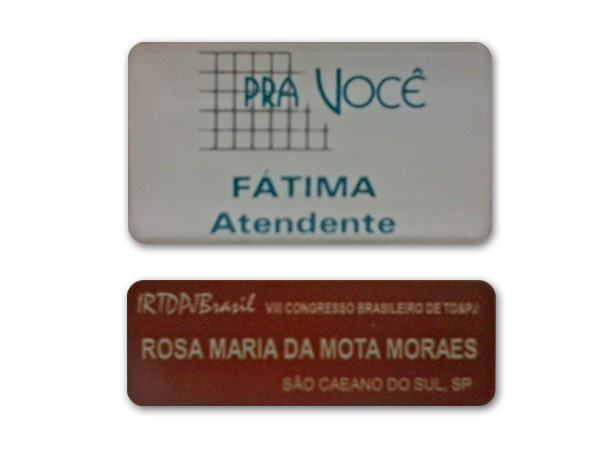 PRA VOCÊ
FÁTIMA
Atendente
IRTDPJBrasil VIII CONGRESSO BRASILEIRO DE TD&PJ
ROSA MARIA DA MOTA MORAES
SÃO CAEANO DO SUL, SP